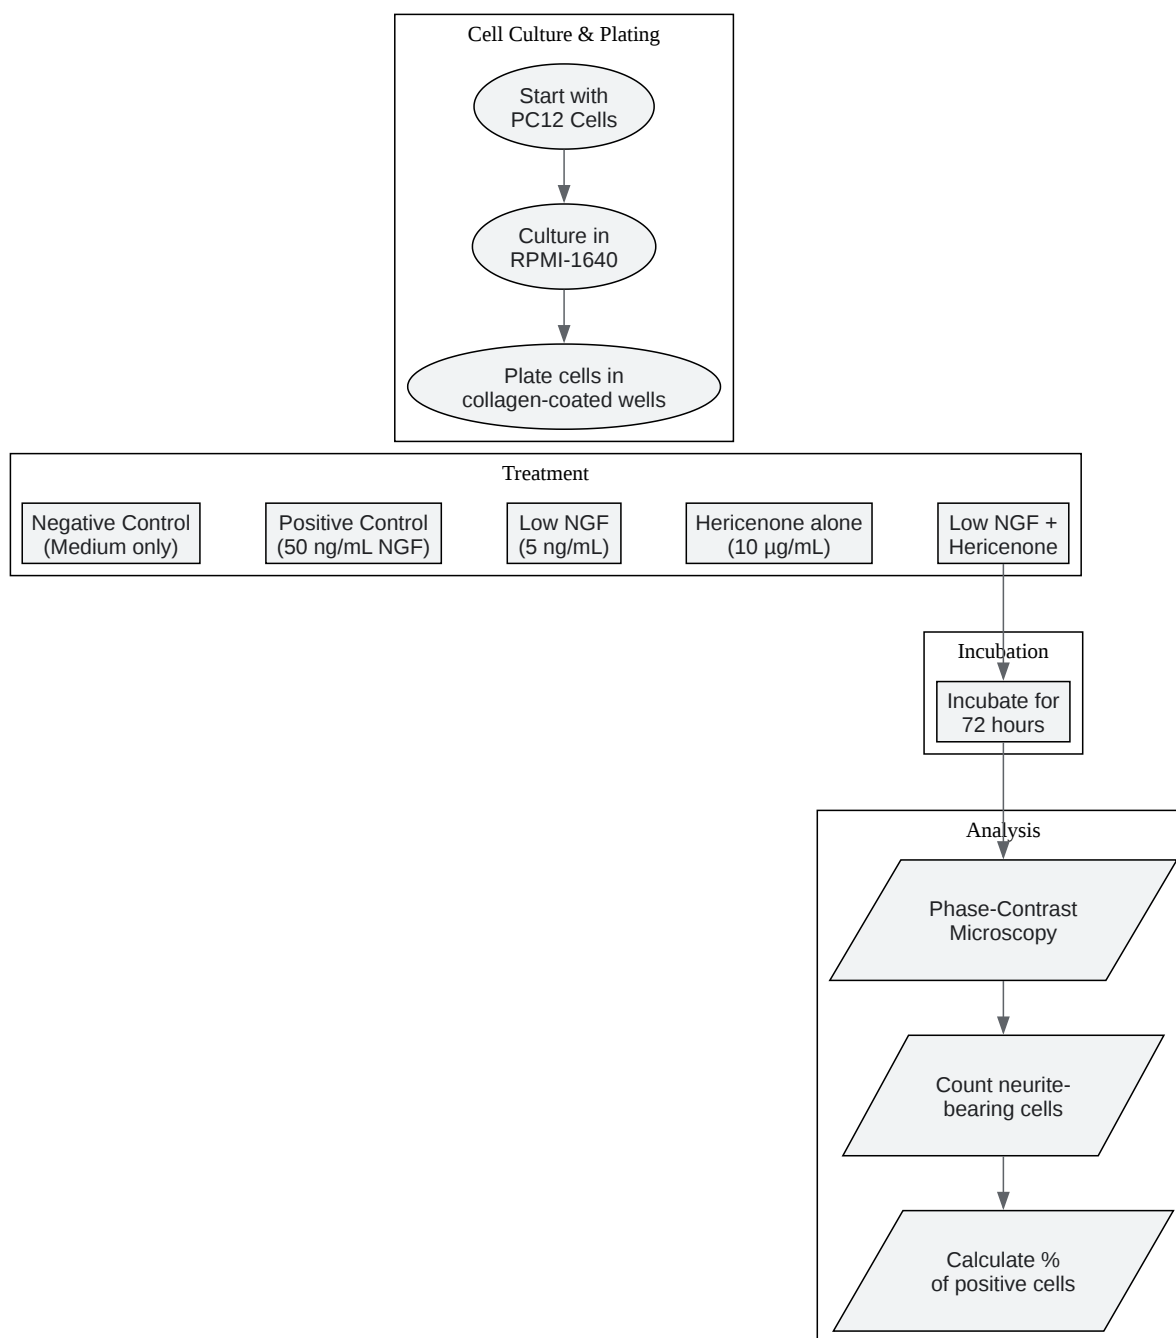 Cell Culture & Plating
Start with
PC12 Cells
Culture in
RPMI-1640
Plate cells in
collagen-coated wells
Treatment
Negative Control
(Medium only)
Positive Control
(50 ng/mL NGF)
Low NGF
(5 ng/mL)
Hericenone alone
(10 µg/mL)
Low NGF +
Hericenone
Incubation
Incubate for
72 hours
Analysis
Phase-Contrast
Microscopy
Count neurite-
bearing cells
Calculate %
of positive cells